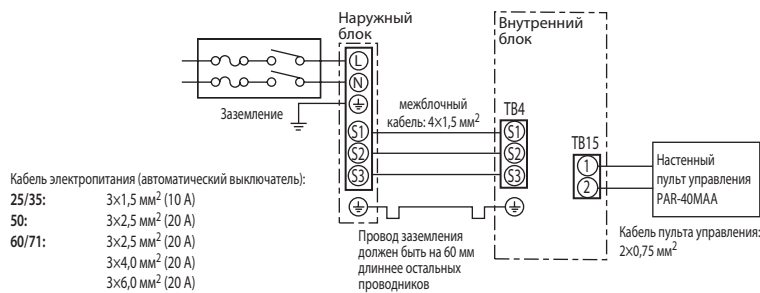 Наружный
блок
Внутренний
блок
L
N
Заземление
межблочный
кабель: 4×1,5 мм²
TB4
S1
S1
S2
S2
S3
S3
TB15
1
2
Настенный
пульт управления
PAR-40MAA
Кабель пульта управления:
2×0,75 мм²
Провод заземления
должен быть на 60 мм
длиннее остальных
проводников
Кабель электропитания (автоматический выключатель):
25/35: 3×1,5 мм² (10 А)
50: 3×2,5 мм² (20 А)
60/71: 3×2,5 мм² (20 А)
3×4,0 мм² (20 А)
3×6,0 мм² (20 А)